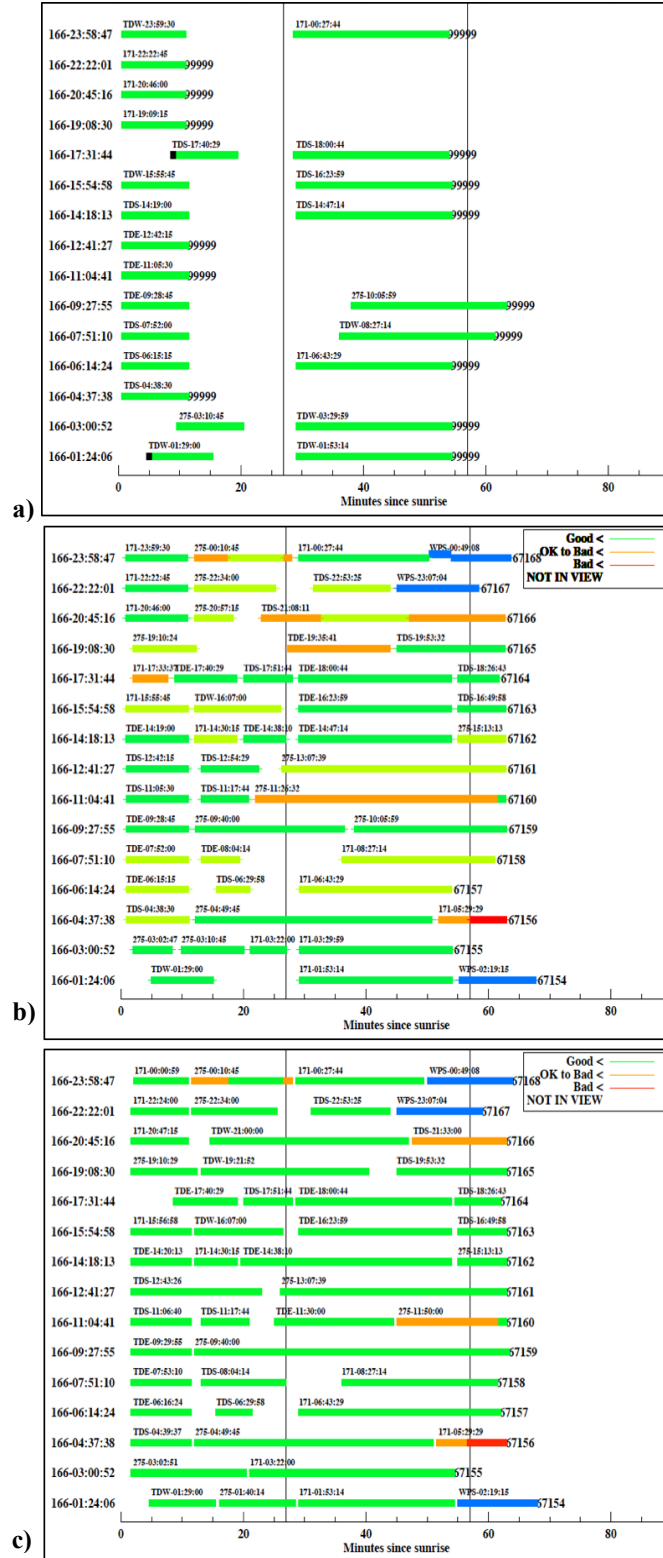 TDW-23:59:30 171-00:27:44
166-23:58:47 99999
171-22:22:45
166-22:22:01 99999
171-20:46:00
166-20:45:16 99999
171-19:09:15
166-19:08:30 99999
TDS-17:40:29 TDS-18:00:44
166-17:31:44 99999
TDW-15:55:45 TDS-16:23:59
166-15:54:58 99999
TDS-14:19:00 TDS-14:47:14
166-14:18:13 99999
TDE-12:42:15
166-12:41:27 99999
TDE-11:05:30
166-11:04:41 99999
TDE-09:28:45 275-10:05:59
166-09:27:55 99999
TDS-07:52:00 TDW-08:27:14
166-07:51:10 99999
TDS-06:15:15 171-06:43:29
166-06:14:24 99999
TDS-04:38:30
166-04:37:38 99999
275-03:10:45 TDW-03:29:59
166-03:00:52 99999
TDW-01:29:00 TDW-01:53:14
166-01:24:06 99999
0 20 40 60 80
Minutes since sunrise
a)
Good <
OK to Bad <
Bad <
NOT IN VIEW
171-23:59:30 275-00:10:45 171-00:27:44 WPS-00:49:08
166-23:58:47 67168
171-22:22:45 275-22:34:00 TDS-22:53:25 WPS-23:07:04
166-22:22:01 67167
171-20:46:00 275-20:57:15 TDS-21:08:11
166-20:45:16 67166
275-19:10:24 TDE-19:35:41 TDS-19:53:32
166-19:08:30 67165
171-17:33:37 TDE-17:40:29 TDS-17:51:44 TDE-18:00:44 TDS-18:26:43
166-17:31:44 67164
171-15:55:45 TDW-16:07:00 TDE-16:23:59 TDS-16:49:58
166-15:54:58 67163
TDE-14:19:00 171-14:30:15 TDE-14:38:10 TDE-14:47:14 275-15:13:13
166-14:18:13 67162
TDS-12:42:15 TDS-12:54:29 275-13:07:39
166-12:41:27 67161
TDS-11:05:30 TDS-11:17:44 275-11:26:32
166-11:04:41 67160
TDE-09:28:45 275-09:40:00 275-10:05:59
166-09:27:55 67159
TDE-07:52:00 TDE-08:04:14 171-08:27:14
166-07:51:10 67158
TDE-06:15:15 TDS-06:29:58 171-06:43:29
166-06:14:24 67157
TDS-04:38:30 275-04:49:45 171-05:29:29
166-04:37:38 67156
275-03:02:47 275-03:10:45 171-03:22:00 171-03:29:59
166-03:00:52 67155
TDW-01:29:00 171-01:53:14 WPS-02:19:15
166-01:24:06 67154
0 20 40 60 80
Minutes since sunrise
b)
Good <
OK to Bad <
Bad <
NOT IN VIEW
171-00:00:59 275-00:10:45 171-00:27:44 WPS-00:49:08
166-23:58:47 67168
171-22:24:00 275-22:34:00 TDS-22:53:25 WPS-23:07:04
166-22:22:01 67167
171-20:47:15 TDW-21:00:00 TDS-21:33:00
166-20:45:16 67166
275-19:10:29 TDW-19:21:52 TDS-19:53:32
166-19:08:30 67165
TDE-17:40:29 TDS-17:51:44 TDE-18:00:44 TDS-18:26:43
166-17:31:44 67164
171-15:56:58 TDW-16:07:00 TDE-16:23:59 TDS-16:49:58
166-15:54:58 67163
TDE-14:20:13 171-14:30:15 TDE-14:38:10 275-15:13:13
166-14:18:13 67162
TDS-12:43:26 275-13:07:39
166-12:41:27 67161
TDS-11:06:40 TDS-11:17:44 TDE-11:30:00 275-11:50:00
166-11:04:41 67160
TDE-09:29:55 275-09:40:00
166-09:27:55 67159
TDE-07:53:10 TDS-08:04:14 171-08:27:14
166-07:51:10 67158
TDE-06:16:24 TDS-06:29:58 171-06:43:29
166-06:14:24 67157
TDS-04:39:37 275-04:49:45 171-05:29:29
166-04:37:38 67156
275-03:02:51 171-03:22:00
166-03:00:52 67155
TDW-01:29:00 275-01:40:14 171-01:53:14 WPS-02:19:15
166-01:24:06 67154
0 20 40 60 80
Minutes since sunrise
c)